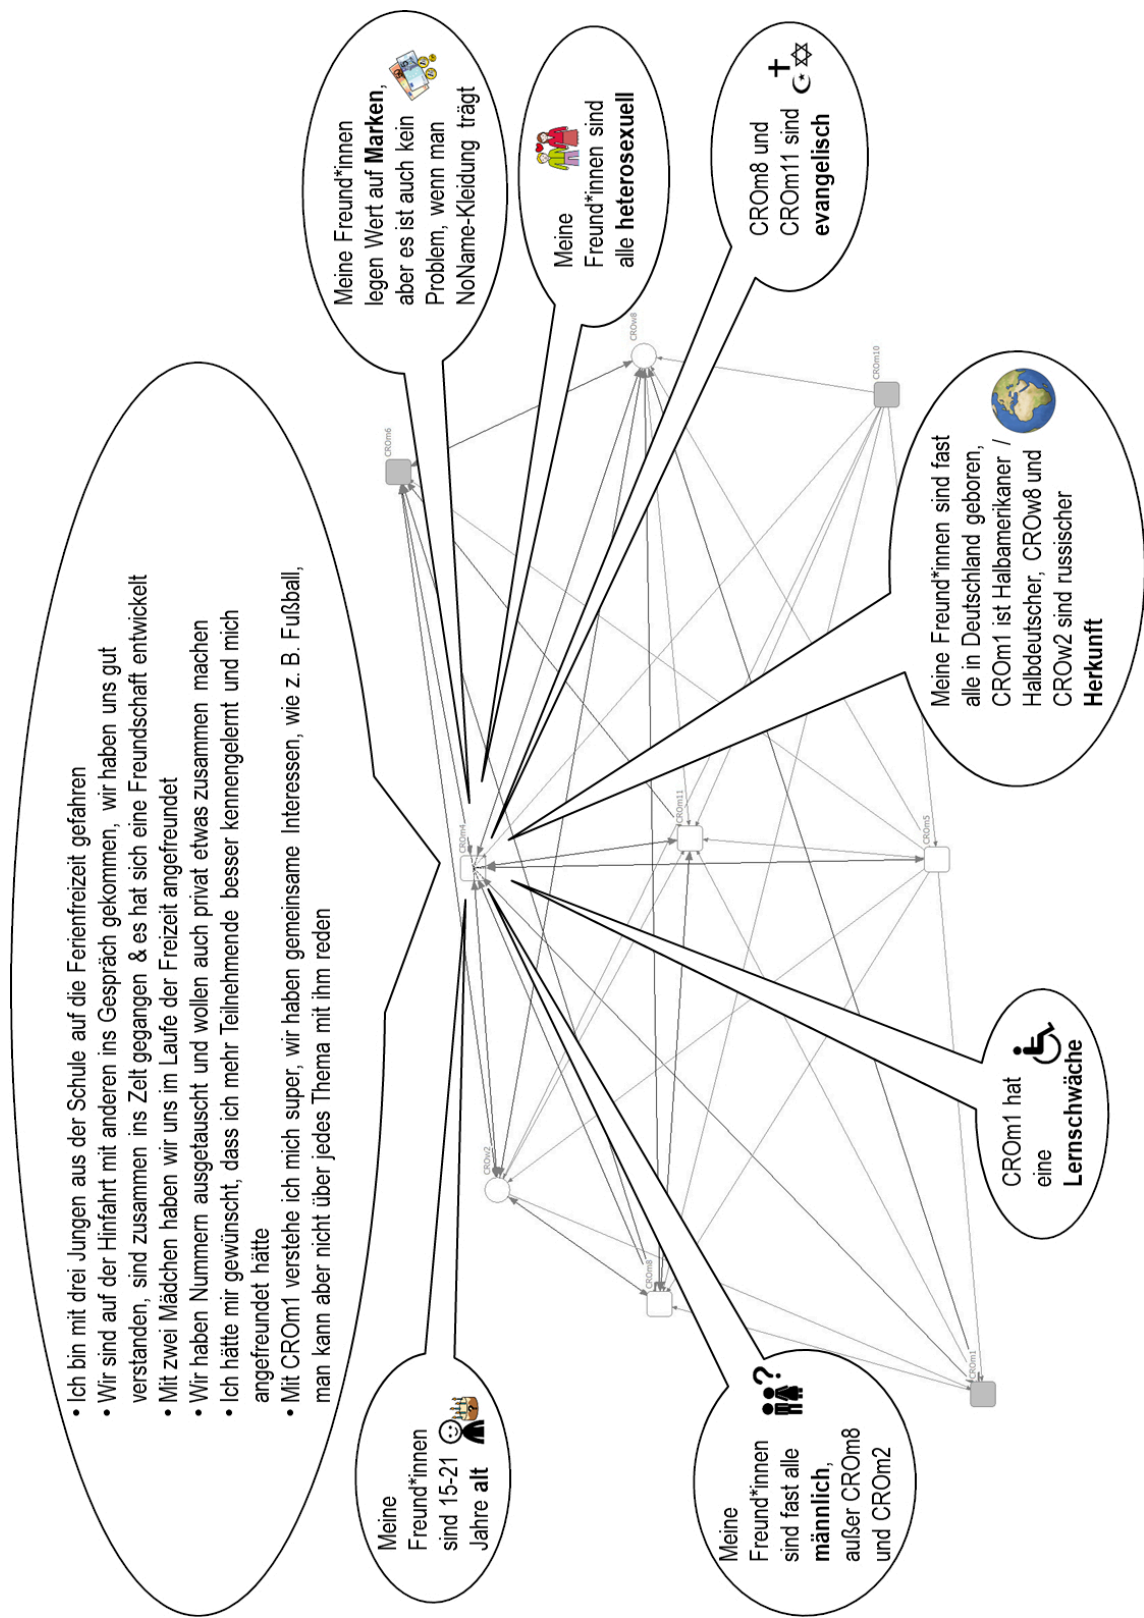 • Ich bin mit drei Jungen aus der Schule auf die Ferienfreizeit gefahren
• Wir sind auf der Hinfahrt mit anderen ins Gespräch gekommen, wir haben uns gut
verstanden, sind zusammen ins Zelt gegangen & es hat sich eine Freundschaft entwickelt
• Mit zwei Mädchen haben wir uns im Laufe der Freizeit angefreundet
• Wir haben Nummern ausgetauscht und wollen auch privat etwas zusammen machen
• Ich hätte mir gewünscht, dass ich mehr Teilnehmende besser kennengelernt und mich
angefreundet hätte
• Mit CROm1 verstehe ich mich super, wir haben gemeinsame Interessen, wie z. B. Fußball,
man kann aber nicht über jedes Thema mit ihm reden
Meine Freund*innen
legen Wert auf Marken,
aber es ist auch kein
Problem, wenn man
NoName-Kleidung trägt
Meine
Freund*innen
sind 15-21
Jahre alt
CROm6
CROm4
CROw2
Meine
Freund*innen sind
alle heterosexuell
CROw8
CROm8
CROm11
CROm8 und
CROm11 sind
evangelisch
Meine
Freund*innen
sind fast alle
männlich,
außer CROm8
und CROm2
CROm10
CROm5
CROm1
Meine Freund*innen sind fast
alle in Deutschland geboren,
CROm1 ist Halbamerikaner /
Halbdeutscher, CROw8 und
CROw2 sind russischer
Herkunft
CROm1 hat
eine
Lernschwäche